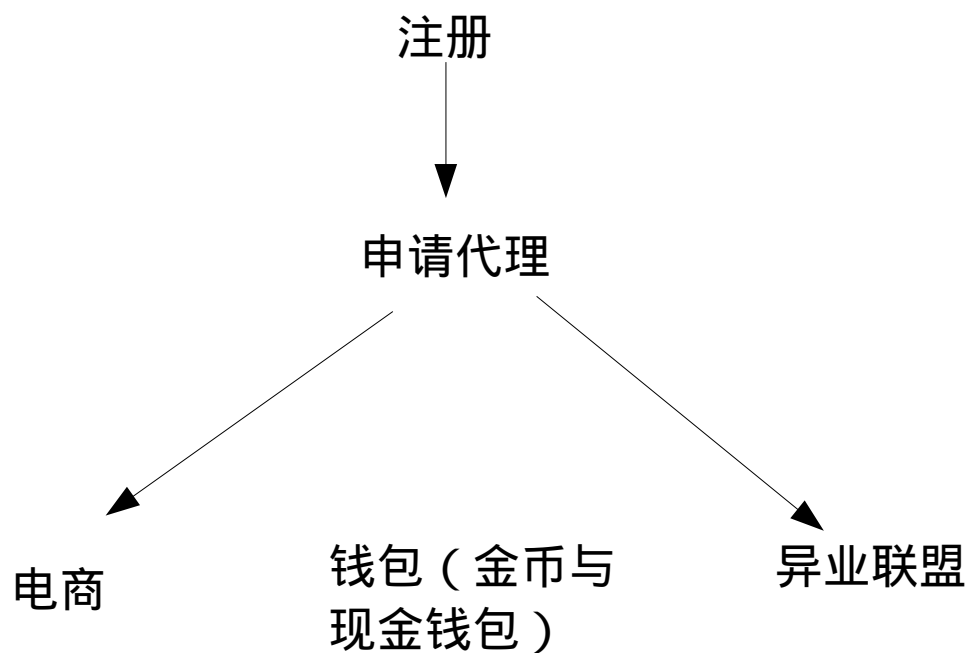 注册
申请代理
电商
钱包（金币与
现金钱包）
异业联盟